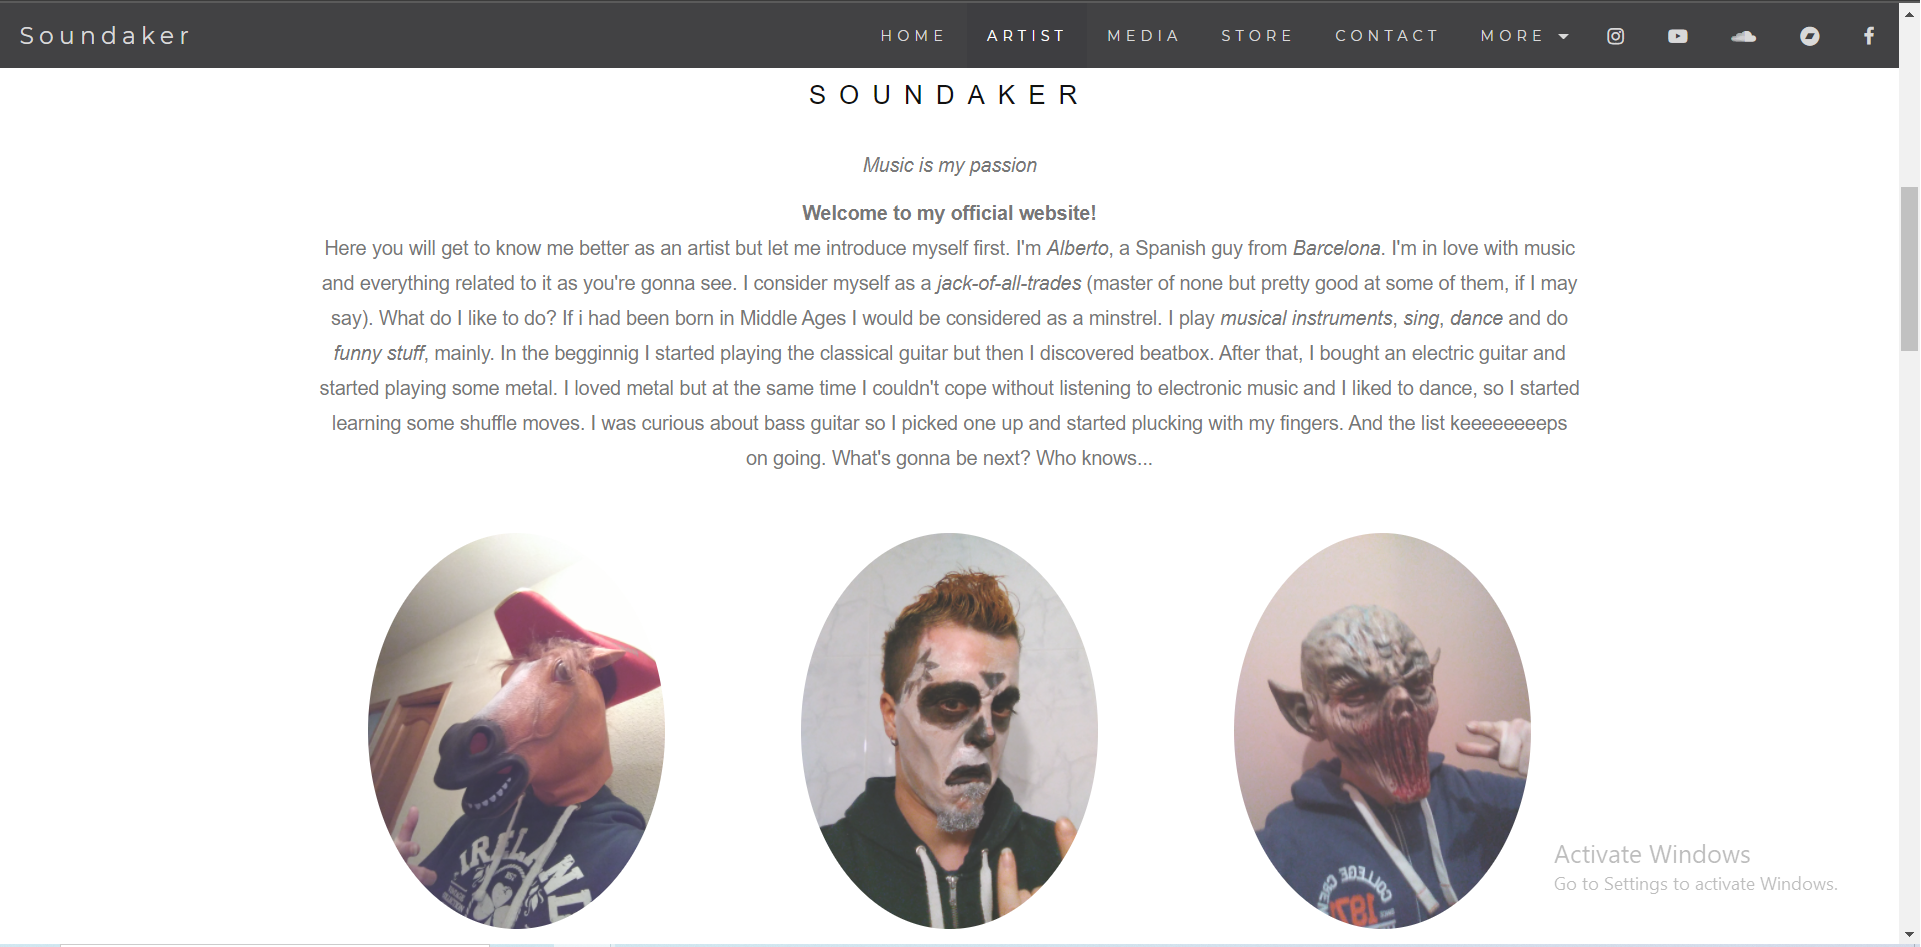 Soundaker
HOME ARTIST MEDIA STORE CONTACT MORE
SOUNDAKER
Music is my passion
Welcome to my official website!
Here you will get to know me better as an artist but let me introduce myself first. I'm Alberto, a Spanish guy from Barcelona. I'm in love with music
and everything related to it as you're gonna see. I consider myself as a jack-of-all-trades (master of none but pretty good at some of them, if I may
say). What do I like to do? If i had been born in Middle Ages I would be considered as a minstrel. I play musical instruments, sing, dance and do
funny stuff, mainly. In the begginnig I started playing the classical guitar but then I discovered beatbox. After that, I bought an electric guitar and
started playing some metal. I loved metal but at the same time I couldn't cope without listening to electronic music and I liked to dance, so I started
learning some shuffle moves. I was curious about bass guitar so I picked one up and started plucking with my fingers. And the list keeeeeeeeps
on going. What's gonna be next? Who knows...
IRELAND
COLLEGE
187
Activate Windows
Go to Settings to activate Windows.